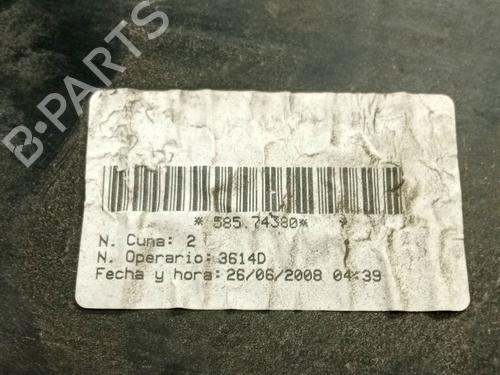 B-PARTS
*585.74380*
N. Cuna: 2
N. Operario: 3614D
Fecha y hora: 26/06/2008 04:39